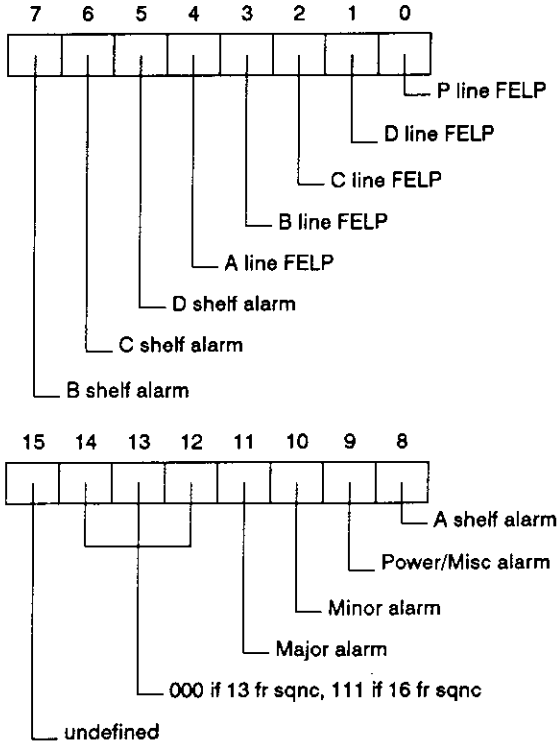 7 6 5 4 3 2 1 0
P line FELP
D line FELP
C line FELP
B line FELP
A line FELP
D shelf alarm
C shelf alarm
B shelf alarm
15 14 13 12 11 10 9 8
A shelf alarm
Power/Misc alarm
Minor alarm
Major alarm
000 if 13 fr sqnc, 111 if 16 fr sqnc
undefined